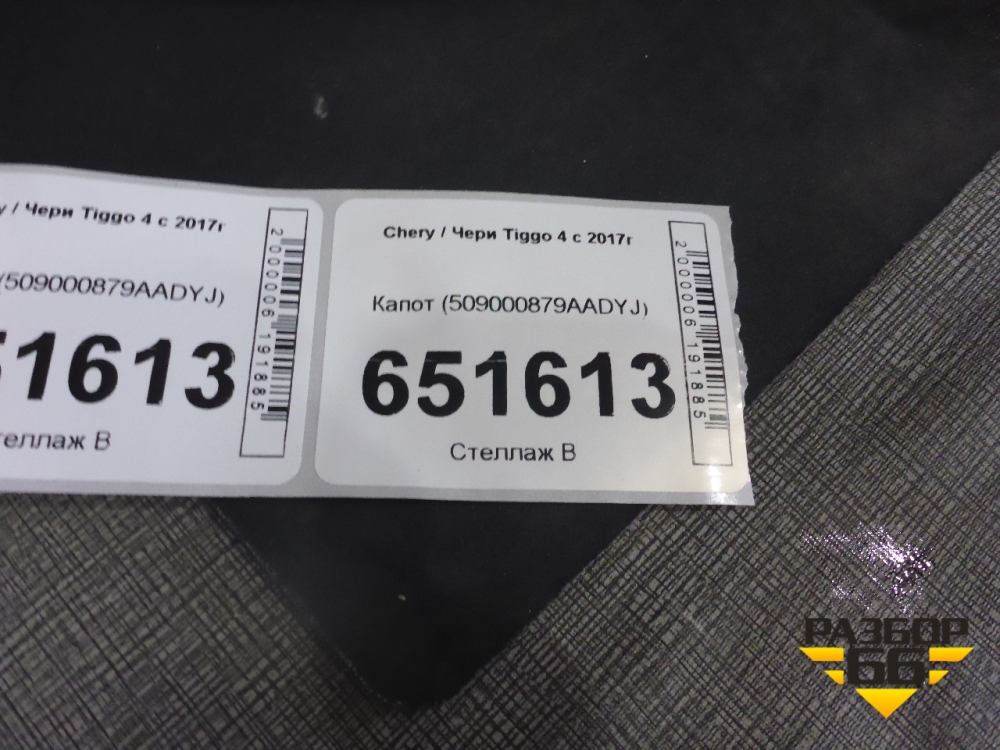 y / Чери Tiggo 4 с 2017г
(509000879AADYJ)
51613
теллаж В
2000006191885
Chery / Чери Tiggo 4 с 2017г
Капот (509000879AADYJ)
651613
Стеллаж В
2000006191885
РАЗБОР
66